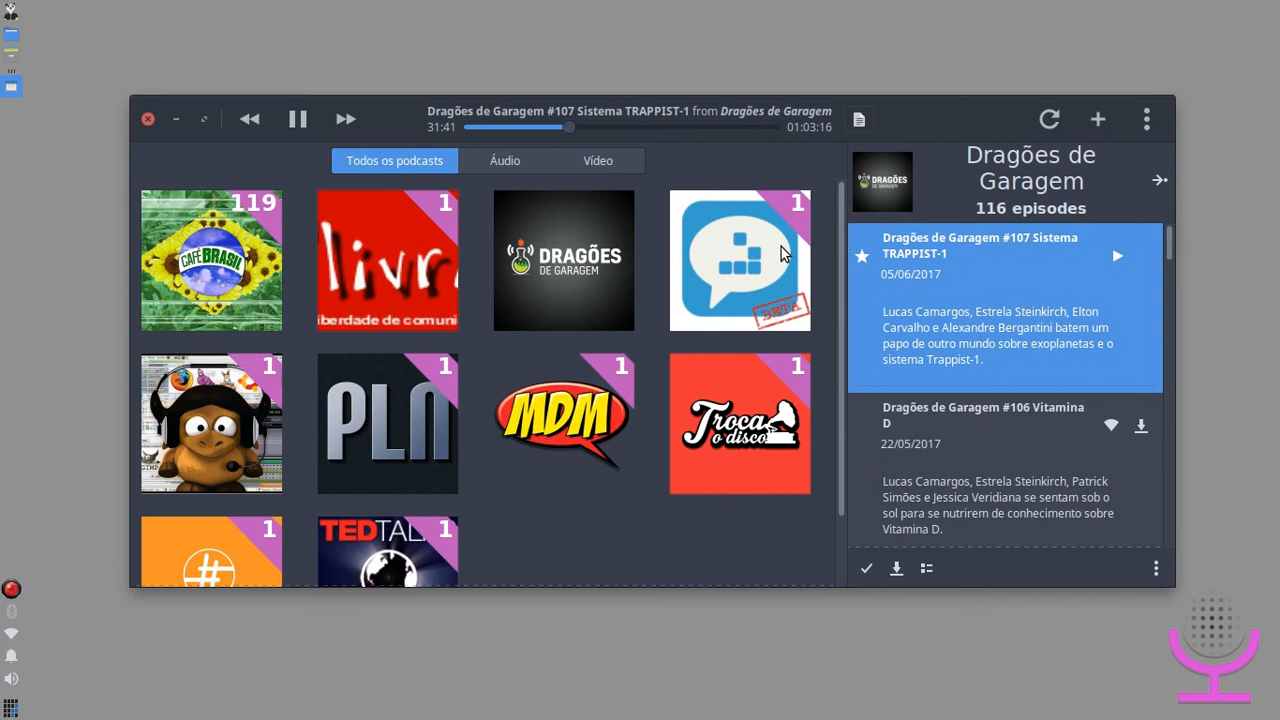 Dragões de Garagem #107 Sistema TRAPPIST-1 from Dragões de Garagem
31:41
01:03:16
Todos os podcasts
Áudio
Vídeo
119
CAFÉ BRASIL
1
livr
liberdade de comuni
DRAGÕES
DE GARAGEM
1
BETA
1
1
PLN
1
MDM
1
Troca
o disco
1
#
1
TEDTAL
DRAGÕES
Dragões de
Garagem
116 episodes
Dragões de Garagem #107 Sistema
TRAPPIST-1
05/06/2017
Lucas Camargos, Estrela Steinkirch, Elton
Carvalho e Alexandre Bergantini batem um
papo de outro mundo sobre exoplanetas e o
sistema Trappist-1.
Dragões de Garagem #106 Vitamina
D
22/05/2017
Lucas Camargos, Estrela Steinkirch, Patrick
Simões e Jessica Veridiana se sentam sob o
sol para se nutrirem de conhecimento sobre
Vitamina D.